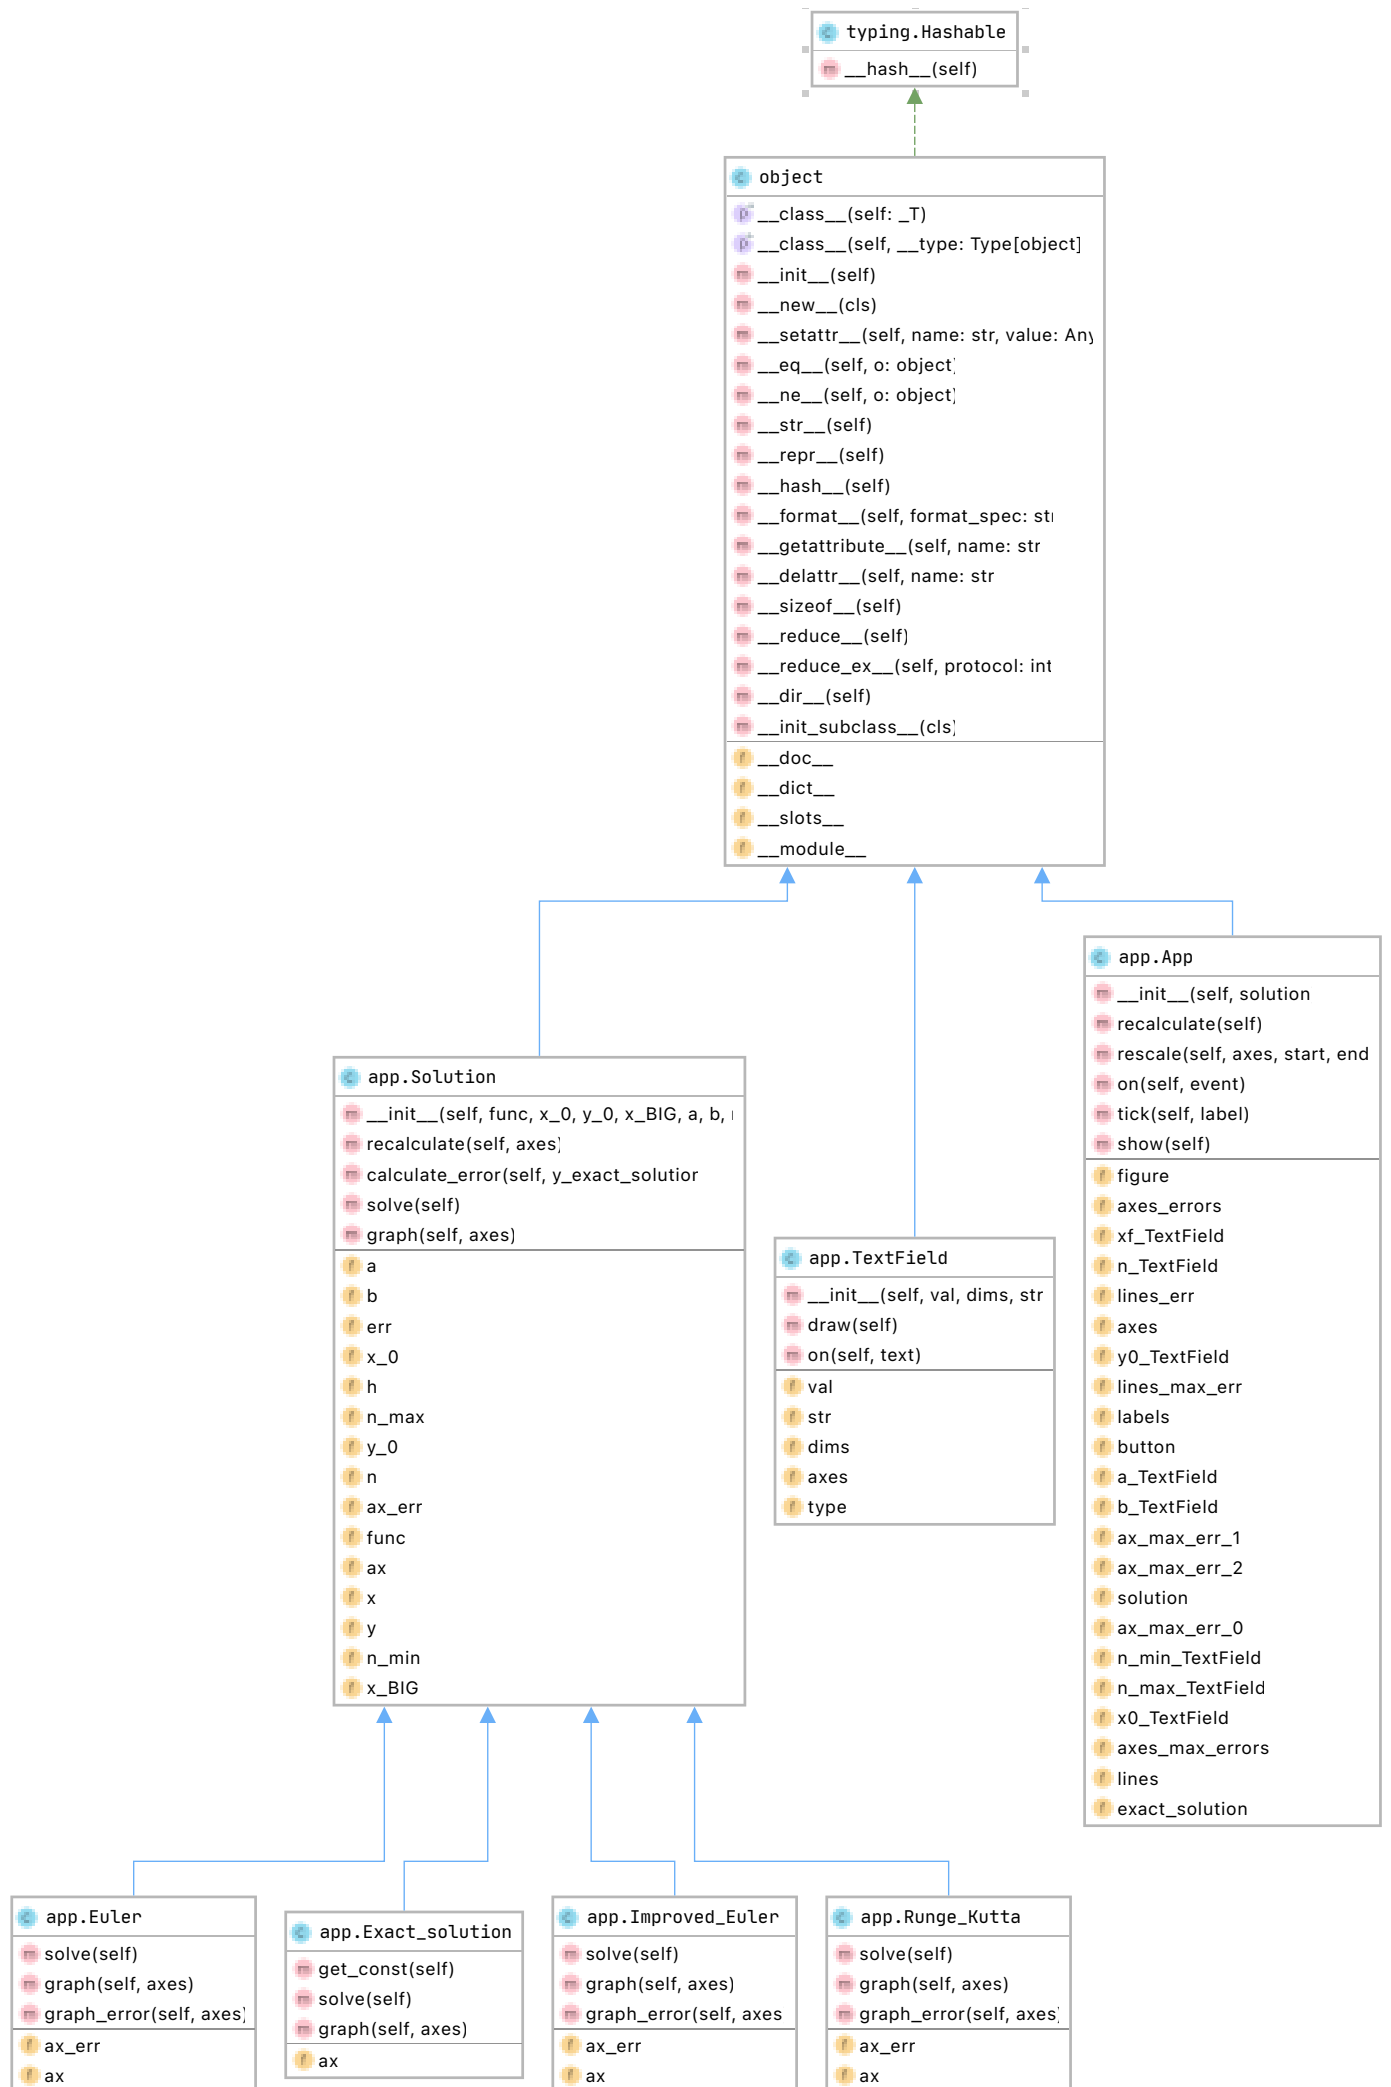 typing.Hashable
__hash__(self)
object
__class__(self: _T)
__class__(self, __type: Type[object]
__init__(self)
__new__(cls)
__setattr__(self, name: str, value: Any
__eq__(self, o: object)
__ne__(self, o: object)
__str__(self)
__repr__(self)
__hash__(self)
__format__(self, format_spec: str
__getattribute__(self, name: str
__delattr__(self, name: str
__sizeof__(self)
__reduce__(self)
__reduce_ex__(self, protocol: int
__dir__(self)
__init_subclass__(cls)
__doc__
__dict__
__slots__
__module__
app.Solution
__init__(self, func, x_0, y_0, x_BIG, a, b,
recalculate(self, axes)
calculate_error(self, y_exact_solution
solve(self)
graph(self, axes)
a
b
err
x_0
h
n_max
y_0
n
ax_err
func
ax
x
y
n_min
x_BIG
app.TextField
__init__(self, val, dims, str
draw(self)
on(self, text)
val
str
dims
axes
type
app.App
__init__(self, solution
recalculate(self)
rescale(self, axes, start, end
on(self, event)
tick(self, label)
show(self)
figure
axes_errors
xf_TextField
n_TextField
lines_err
axes
y0_TextField
lines_max_err
labels
button
a_TextField
b_TextField
ax_max_err_1
ax_max_err_2
solution
ax_max_err_0
n_min_TextField
n_max_TextField
x0_TextField
axes_max_errors
lines
exact_solution
app.Euler
solve(self)
graph(self, axes)
graph_error(self, axes)
ax_err
ax
app.Exact_solution
get_const(self)
solve(self)
graph(self, axes)
ax
app.Improved_Euler
solve(self)
graph(self, axes)
graph_error(self, axes
ax_err
ax
app.Runge_Kutta
solve(self)
graph(self, axes)
graph_error(self, axes)
ax_err
ax